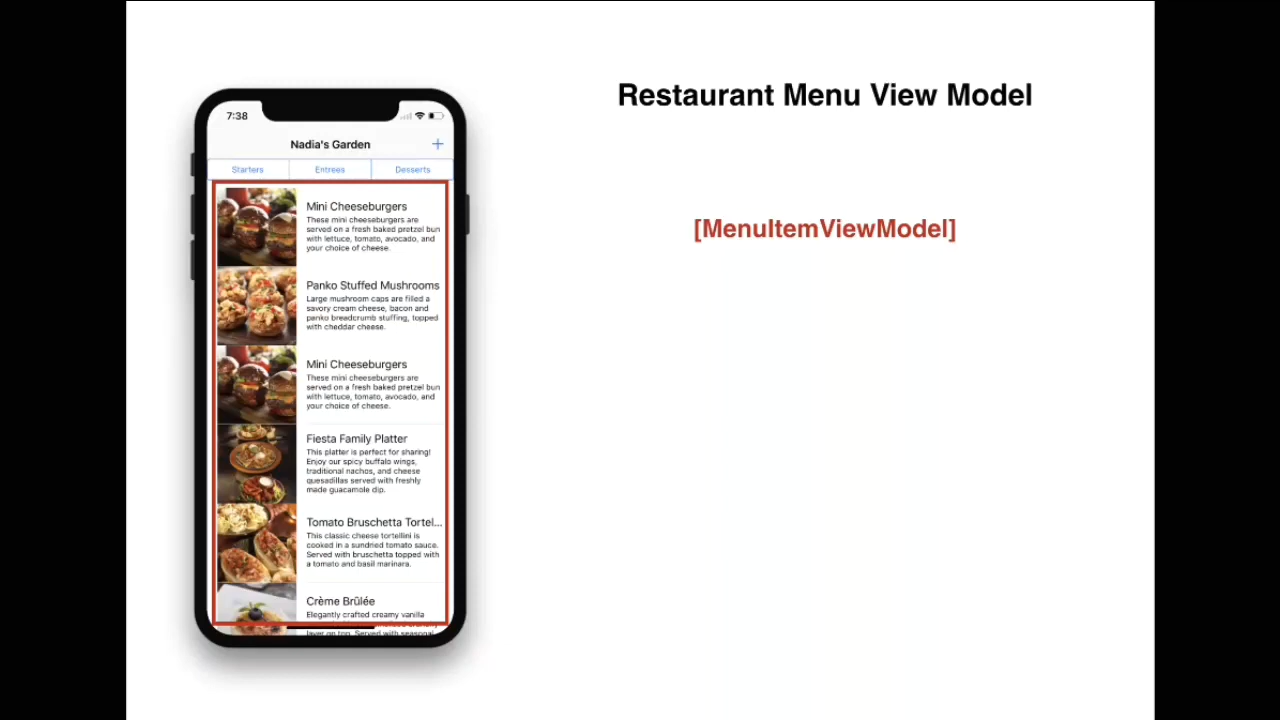 Restaurant Menu View Model
[MenuItemViewModel]
7:38
Nadia's Garden
+
Starters
Entrees
Desserts
Mini Cheeseburgers
These mini cheeseburgers are
served on a fresh baked pretzel bun
with lettuce, tomato, avocado, and
your choice of cheese.
Panko Stuffed Mushrooms
Large mushroom caps are filled a
savory cream cheese, bacon and
panko breadcrumb stuffing, topped
with cheddar cheese.
Mini Cheeseburgers
These mini cheeseburgers are
served on a fresh baked pretzel bun
with lettuce, tomato, avocado, and
your choice of cheese.
Fiesta Family Platter
This platter is perfect for sharing!
Enjoy our spicy buffalo wings,
traditional nachos, and cheese
quesadillas served with freshly
made guacamole dip.
Tomato Bruschetta Tortel...
This classic cheese tortellini is
cooked in a sundried tomato sauce.
Served with bruschetta topped with
a tomato and basil marinara.
Crème Brûlée
Elegantly crafted creamy vanilla
layer on top. Served with seasonal